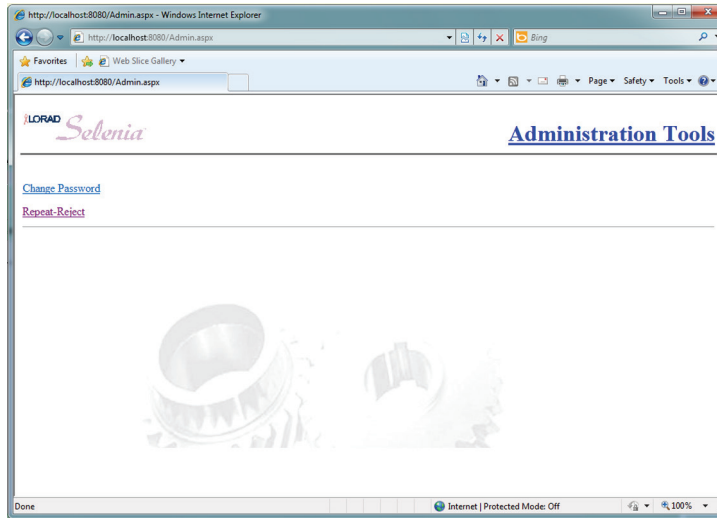 http://localhost:8080/Admin.aspx - Windows Internet Explorer
http://localhost:8080/Admin.aspx
Bing
Favorites Web Slice Gallery
http://localhost:8080/Admin.aspx
Page Safety Tools
LORAD Selenia
Administration Tools
Change Password
Repeat-Reject
Done
Internet | Protected Mode: Off
100%